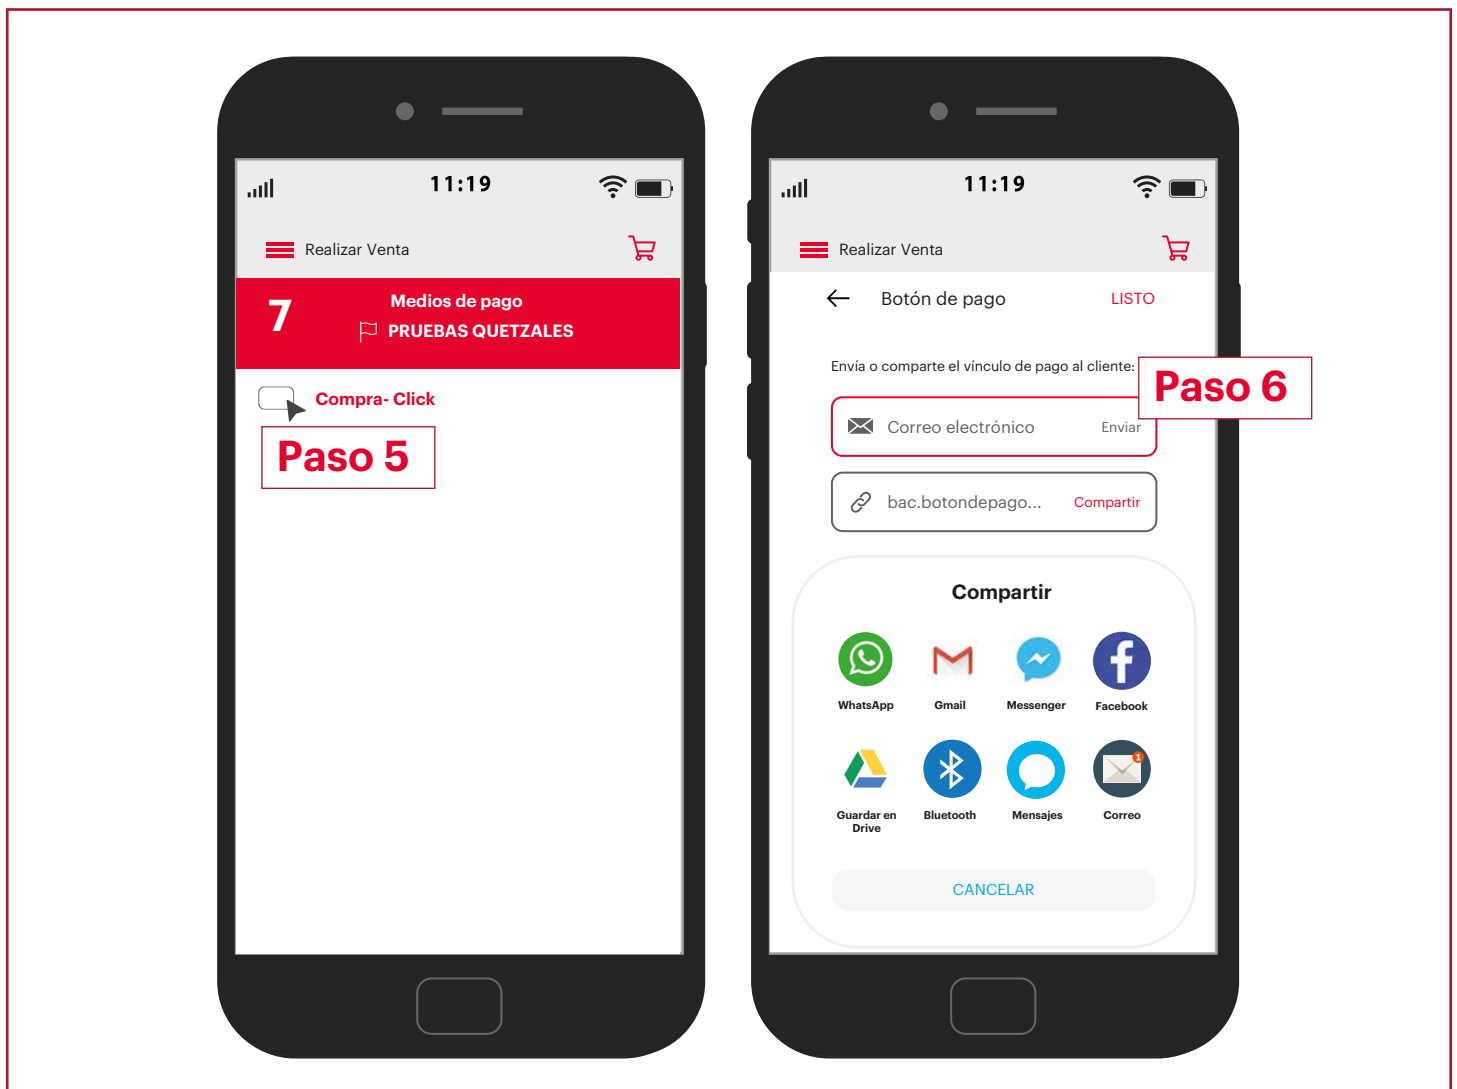 11:19
Realizar Venta
7
Medios de pago
PRUEBAS QUETZALES
Compra- Click
Paso 5
11:19
Realizar Venta
Botón de pago
LISTO
Envía o comparte el vínculo de pago al cliente:
Paso 6
Correo electrónico
Enviar
bac.botondepago...
Compartir
Compartir
WhatsApp
Gmail
Messenger
Facebook
1
Guardar en
Drive
Bluetooth
Mensajes
Correo
CANCELAR